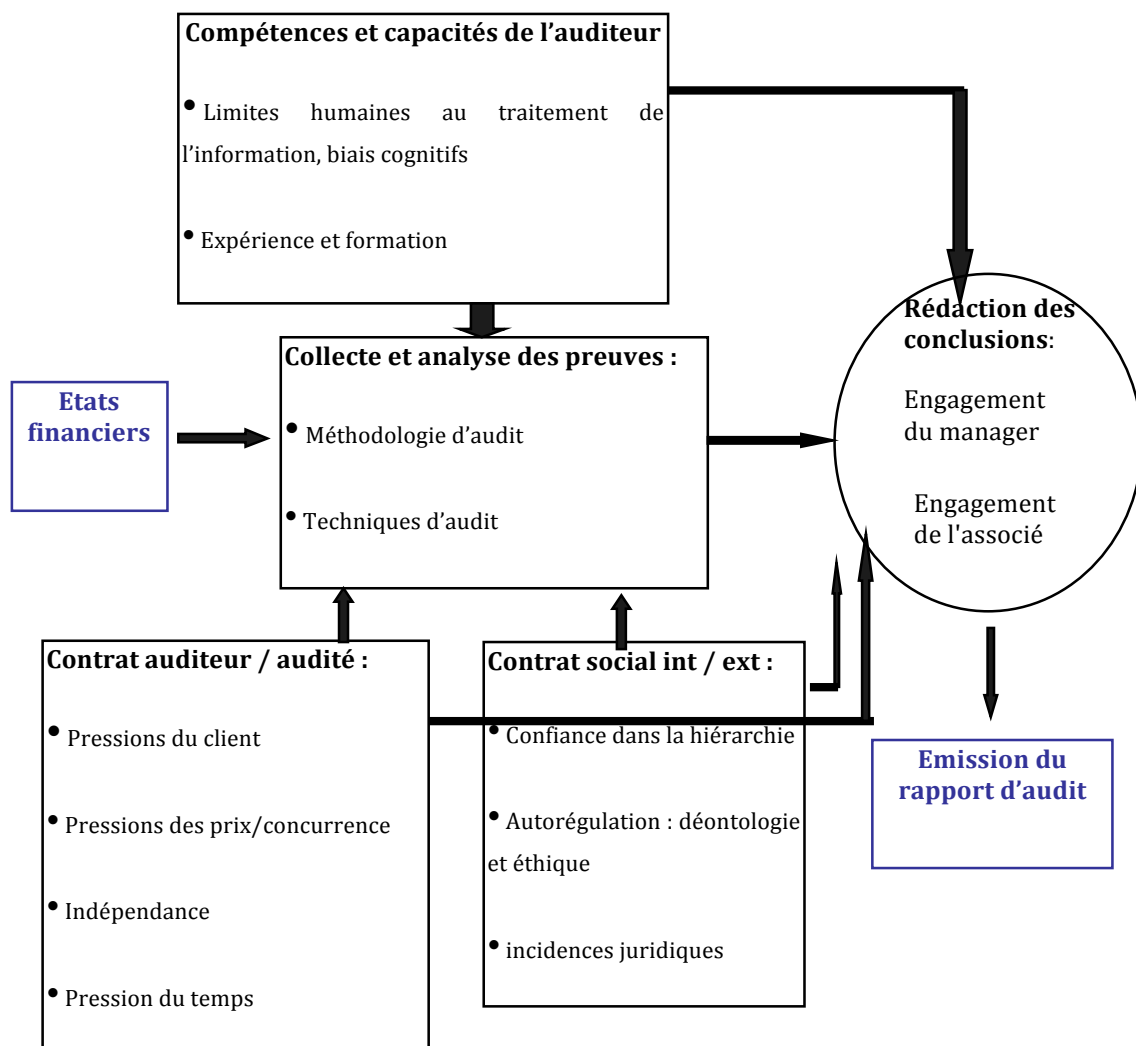 Compétences et capacités de l’auditeur
• Limites humaines au traitement de
l’information, biais cognitifs
• Expérience et formation
Etats
financiers
Collecte et analyse des preuves :
• Méthodologie d’audit
• Techniques d’audit
Rédaction des
conclusions:
Engagement
du manager
Engagement
de l'associé
Contrat auditeur / audité :
• Pressions du client
• Pressions des prix/concurrence
• Indépendance
• Pression du temps
Contrat social int / ext :
• Confiance dans la hiérarchie
• Autorégulation : déontologie
et éthique
• incidences juridiques
Emission du
rapport d’audit